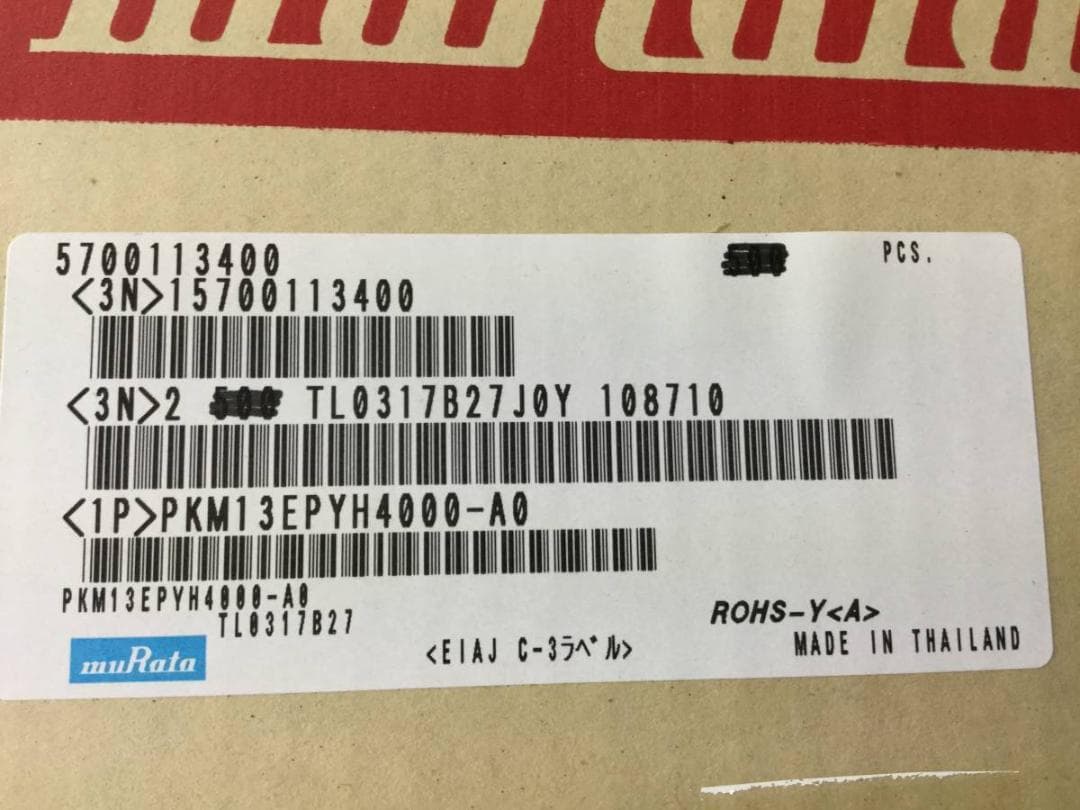 5700113400 PCS.
<3N>15700113400
<3N>2 TL0317B27J0Y 108710
<1P>PKM13EPYH4000-A0
PKM13EPYH4000-A0
TL0317B27
ROHS-Y<A>
muRata <EIAJ C-3ラベル> MADE IN THAILAND